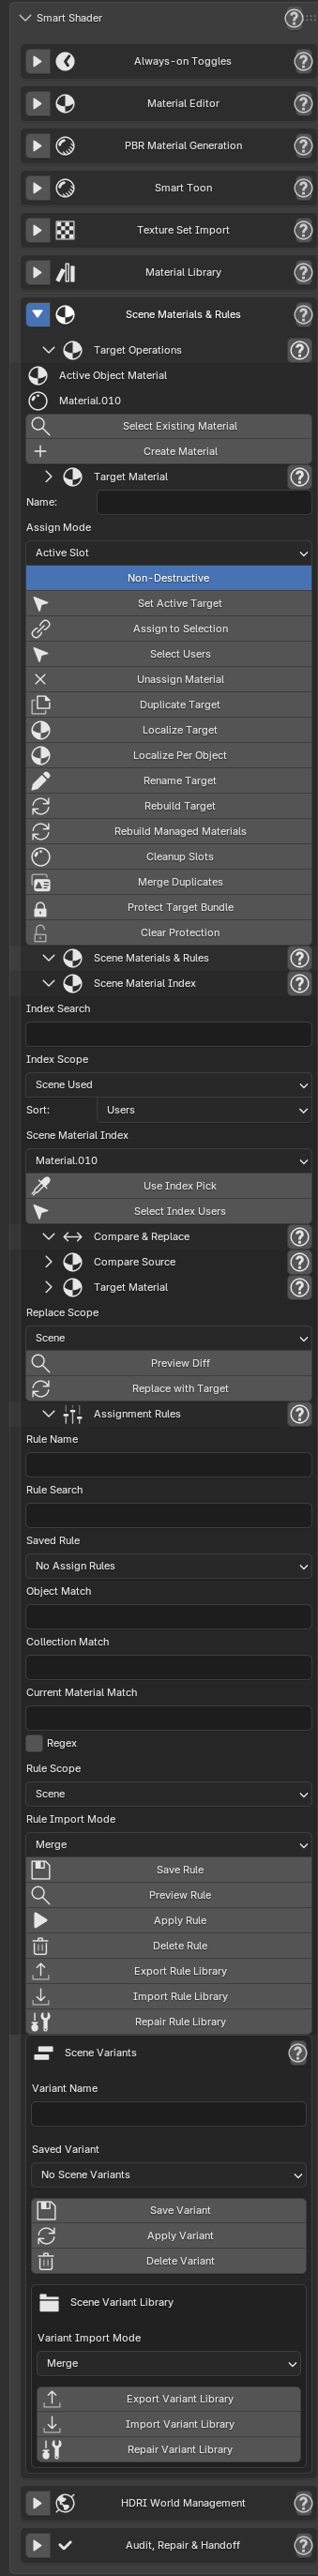 Smart Shader
Always-on Toggles
Material Editor
PBR Material Generation
Smart Toon
Texture Set Import
Material Library
Scene Materials & Rules
Target Operations
Active Object Material
Material.010
Select Existing Material
Create Material
Target Material
Name:
Assign Mode
Active Slot
Non-Destructive
Set Active Target
Assign to Selection
Select Users
Unassign Material
Duplicate Target
Localize Target
Localize Per Object
Rename Target
Rebuild Target
Rebuild Managed Materials
Cleanup Slots
Merge Duplicates
Protect Target Bundle
Clear Protection
Scene Materials & Rules
Scene Material Index
Index Search
Index Scope
Scene Used
Sort: Users
Scene Material Index
Material.010
Use Index Pick
Select Index Users
Compare & Replace
Compare Source
Target Material
Replace Scope
Scene
Preview Diff
Replace with Target
Assignment Rules
Rule Name
Rule Search
Saved Rule
No Assign Rules
Object Match
Collection Match
Current Material Match
Regex
Rule Scope
Scene
Rule Import Mode
Merge
Save Rule
Preview Rule
Apply Rule
Delete Rule
Export Rule Library
Import Rule Library
Repair Rule Library
Scene Variants
Variant Name
Saved Variant
No Scene Variants
Save Variant
Apply Variant
Delete Variant
Scene Variant Library
Variant Import Mode
Merge
Export Variant Library
Import Variant Library
Repair Variant Library
HDRI World Management
Audit, Repair & Handoff